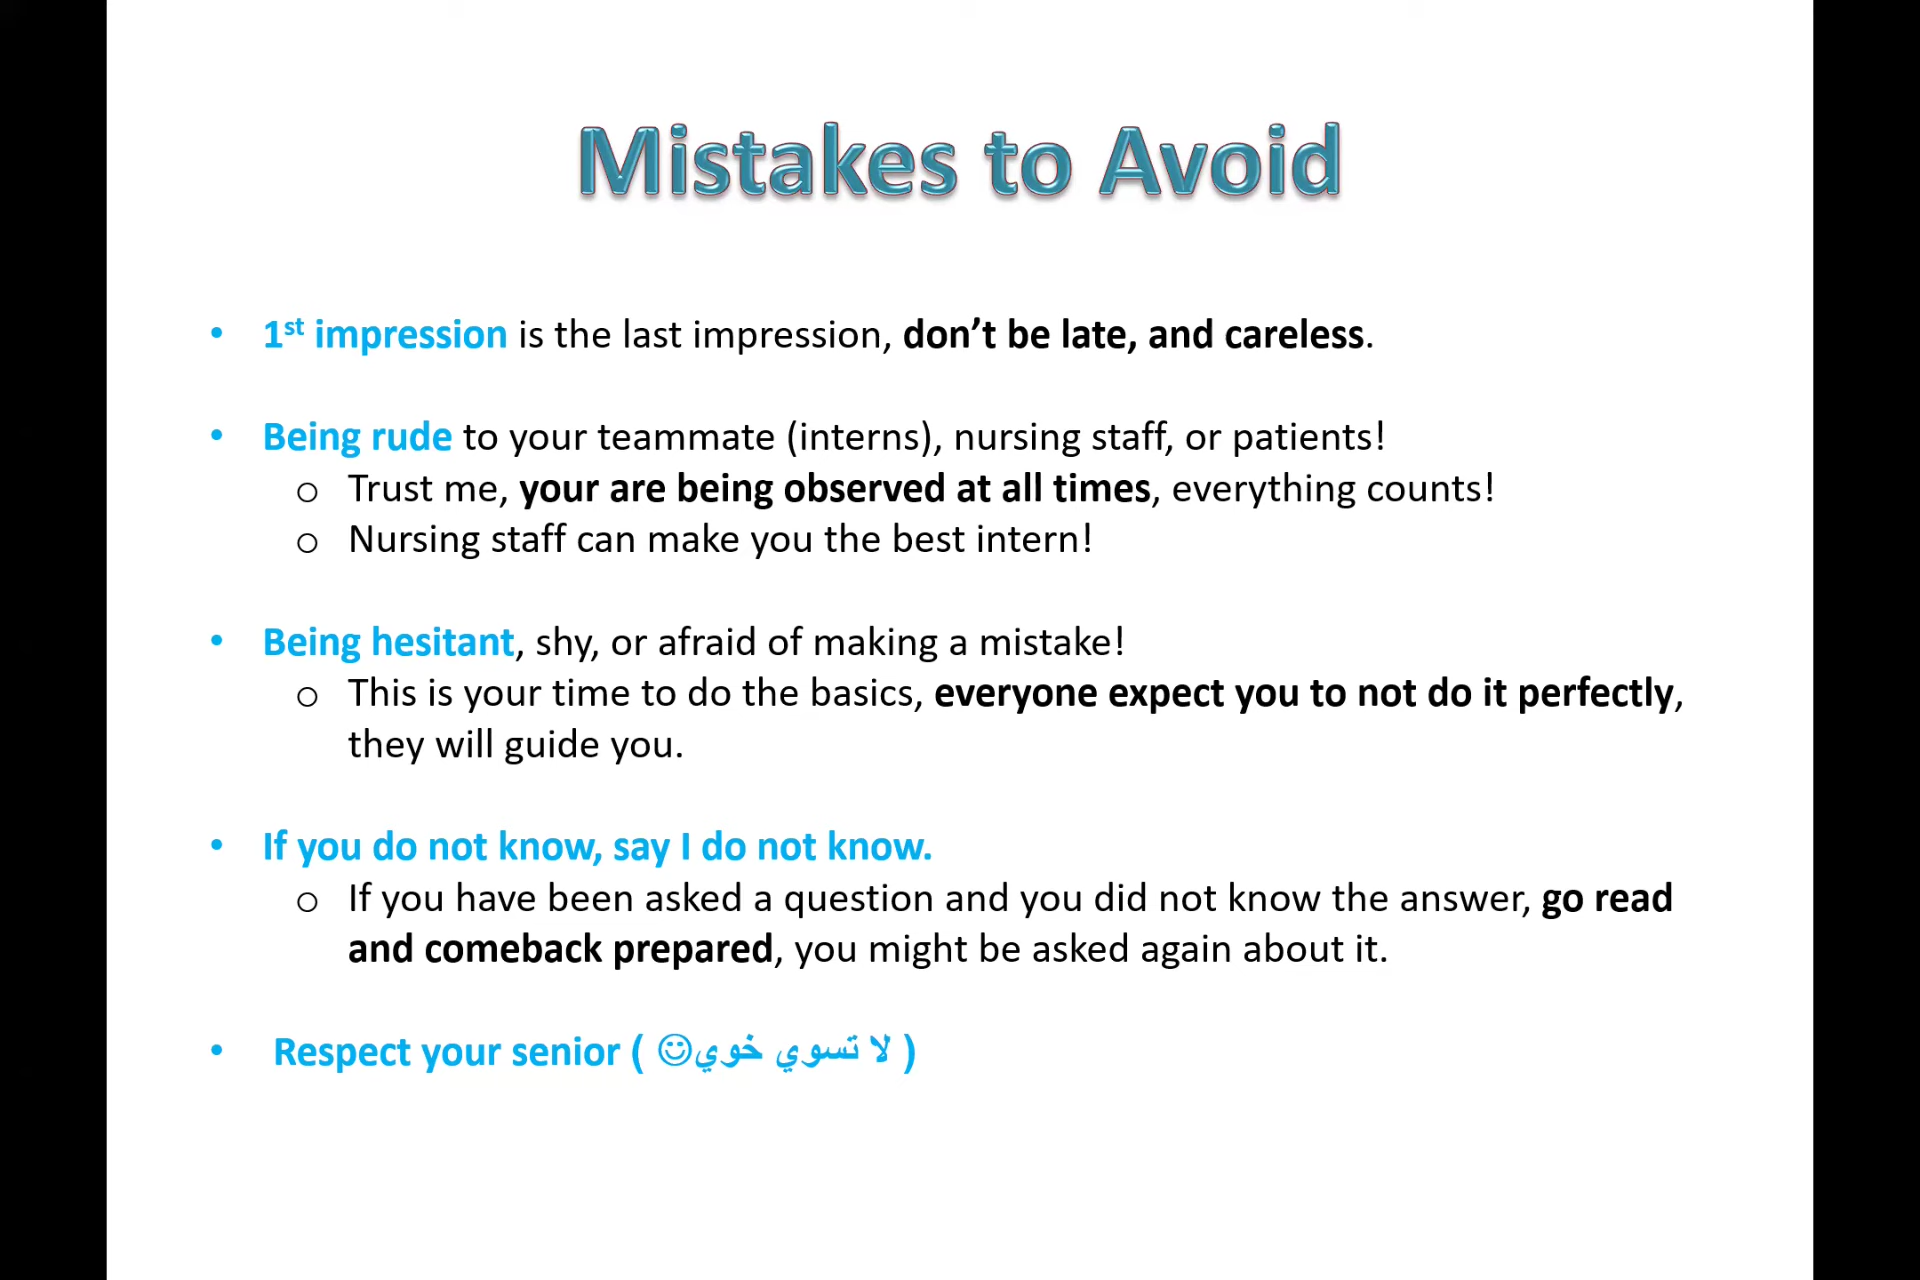 Mistakes to Avoid
• 1st impression is the last impression, don’t be late, and careless.
• Being rude to your teammate (interns), nursing staff, or patients!
o Trust me, your are being observed at all times, everything counts!
o Nursing staff can make you the best intern!
• Being hesitant, shy, or afraid of making a mistake!
o This is your time to do the basics, everyone expect you to not do it perfectly,
they will guide you.
• If you do not know, say I do not know.
o If you have been asked a question and you did not know the answer, go read
and comeback prepared, you might be asked again about it.
• Respect your senior ( لا تسوي خوي☺ )